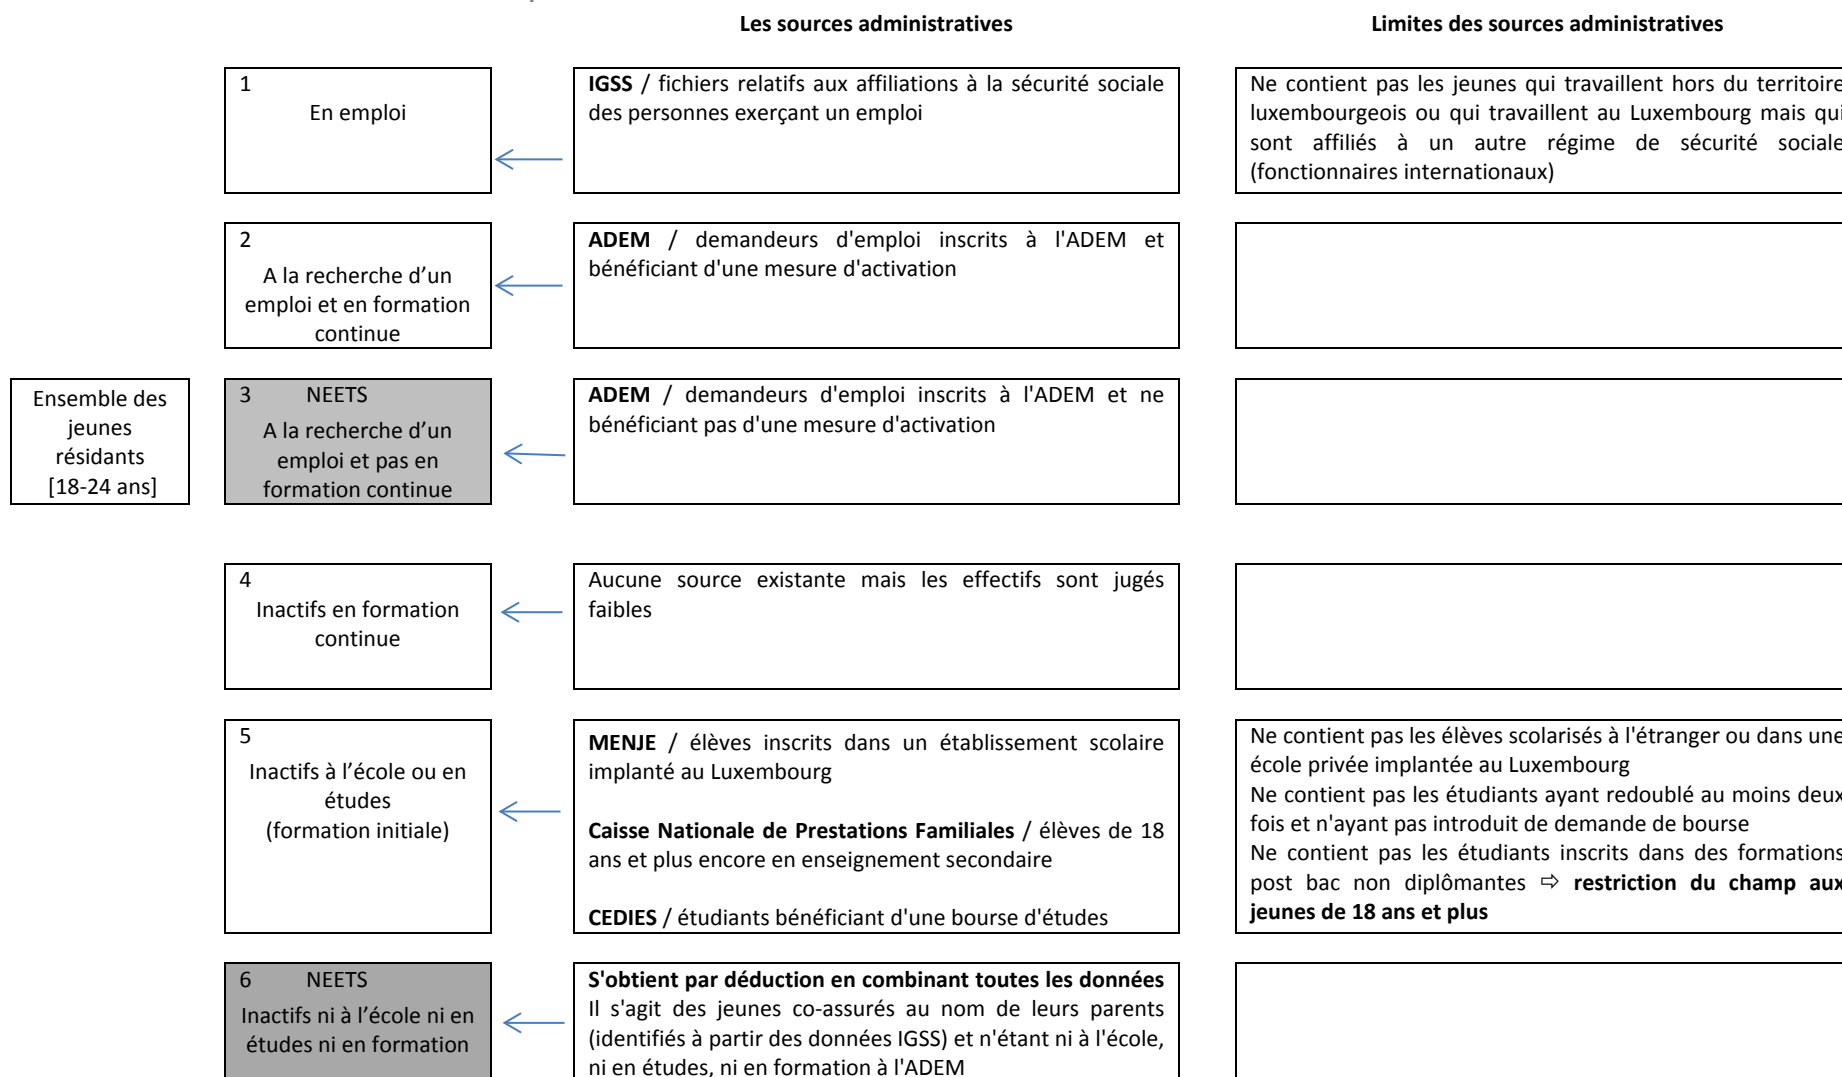 Les sources administratives
Limites des sources administratives
1
En emploi
IGSS / fichiers relatifs aux affiliations à la sécurité sociale
des personnes exerçant un emploi
Ne contient pas les jeunes qui travaillent hors du territoire
luxembourgeois ou qui travaillent au Luxembourg mais qui
sont affiliés à un autre régime de sécurité sociale
(fonctionnaires internationaux)
2
A la recherche d’un
emploi et en formation
continue
ADEM / demandeurs d'emploi inscrits à l'ADEM et
bénéficiant d'une mesure d'activation
Ensemble des
jeunes
résidants
[18-24 ans]
3 NEETS
A la recherche d’un
emploi et pas en
formation continue
ADEM / demandeurs d'emploi inscrits à l'ADEM et ne
bénéficiant pas d'une mesure d'activation
4
Inactifs en formation
continue
Aucune source existante mais les effectifs sont jugés
faibles
5
Inactifs à l’école ou en
études
(formation initiale)
MENJE / élèves inscrits dans un établissement scolaire
implanté au Luxembourg
Caisse Nationale de Prestations Familiales / élèves de 18
ans et plus encore en enseignement secondaire
CEDIES / étudiants bénéficiant d'une bourse d'études
Ne contient pas les élèves scolarisés à l'étranger ou dans une
école privée implantée au Luxembourg
Ne contient pas les étudiants ayant redoublé au moins deux
fois et n'ayant pas introduit de demande de bourse
Ne contient pas les étudiants inscrits dans des formations
post bac non diplômantes ⇨ restriction du champ aux
jeunes de 18 ans et plus
6 NEETS
Inactifs ni à l’école ni en
études ni en formation
S'obtient par déduction en combinant toutes les données
Il s'agit des jeunes co-assurés au nom de leurs parents
(identifiés à partir des données IGSS) et n'étant ni à l'école,
ni en études, ni en formation à l'ADEM